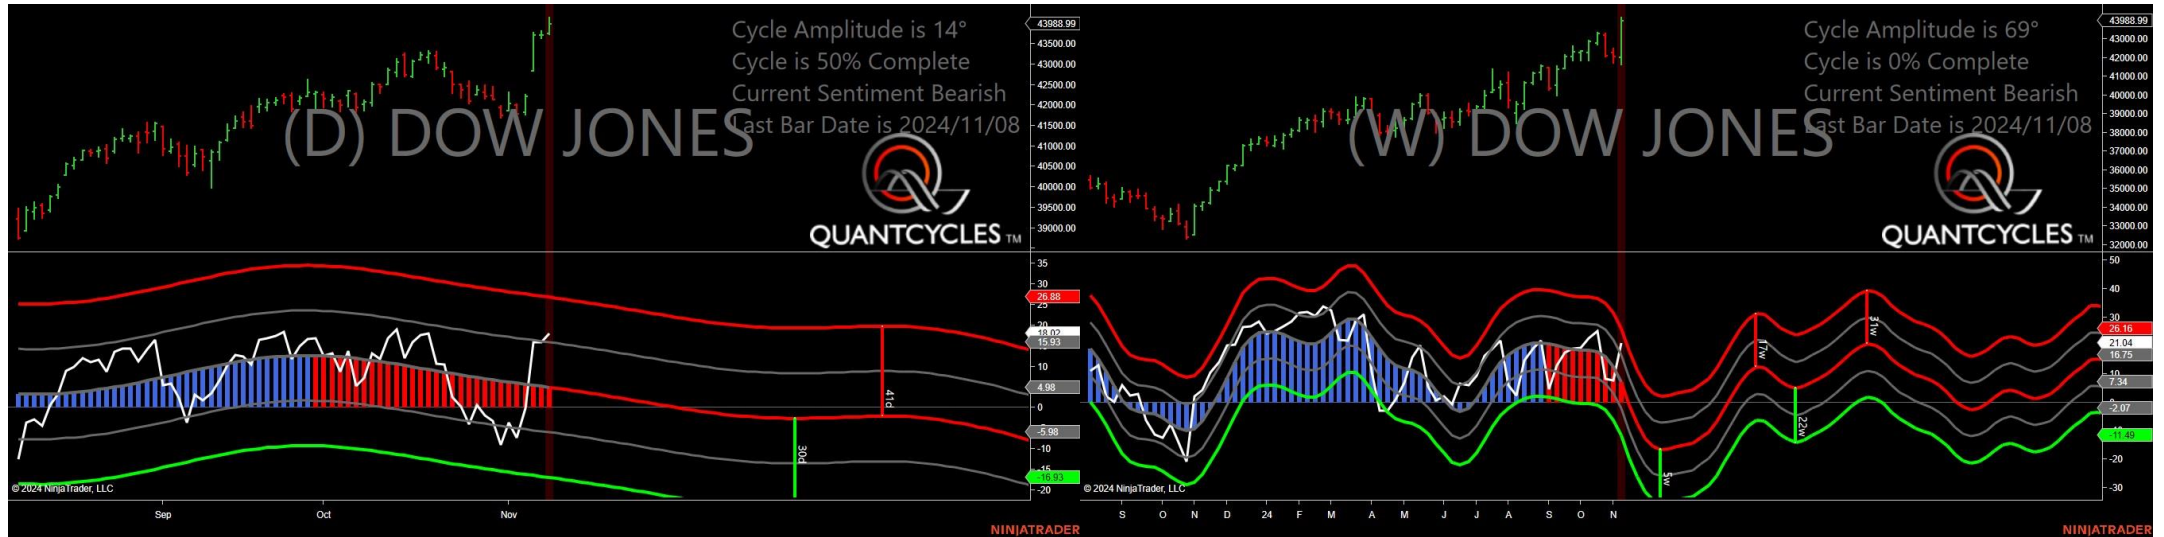 Cycle Amplitude is 14°
Cycle is 50% Complete
Current Sentiment Bearish
Last Bar Date is 2024/11/08
(D) DOW JONES
QUANTCYCLES TM
43988.99
43500.00
43000.00
42500.00
42000.00
41500.00
41000.00
40500.00
40000.00
39500.00
39000.00
35
30
26.88
25
20
18.02
15.93
10
4.98
0
-5.98
-10
-15
-16.93
-20
41d
30d
© 2024 NinjaTrader, LLC
Sep
Oct
Nov
NINJATRADER
Cycle Amplitude is 69°
Cycle is 0% Complete
Current Sentiment Bearish
Last Bar Date is 2024/11/08
(W) DOW JONES
QUANTCYCLES TM
43988.99
43000.00
42000.00
41000.00
40000.00
39000.00
38000.00
37000.00
36000.00
35000.00
34000.00
33000.00
32000.00
50
40
30
26.16
21.04
16.75
10
7.34
-2.07
-11.49
-20
-30
17w
31w
22w
5w
© 2024 NinjaTrader, LLC
S O N D 24 F M A M J J A S O N
NINJATRADER